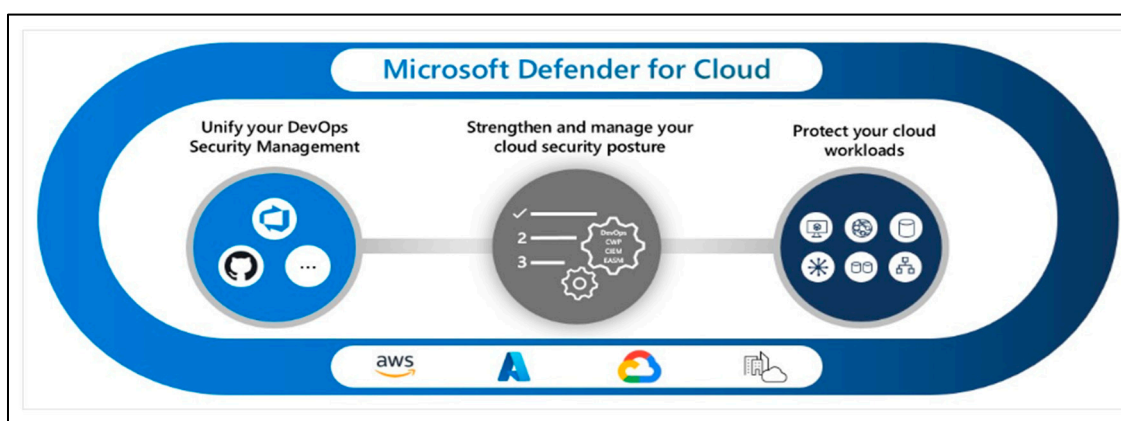 Microsoft Defender for Cloud
Unify your DevOps
Security Management
Strengthen and manage your
cloud security posture
Protect your cloud
workloads
2
3
DevOps
CWP
CIEM
EASM
...
aws